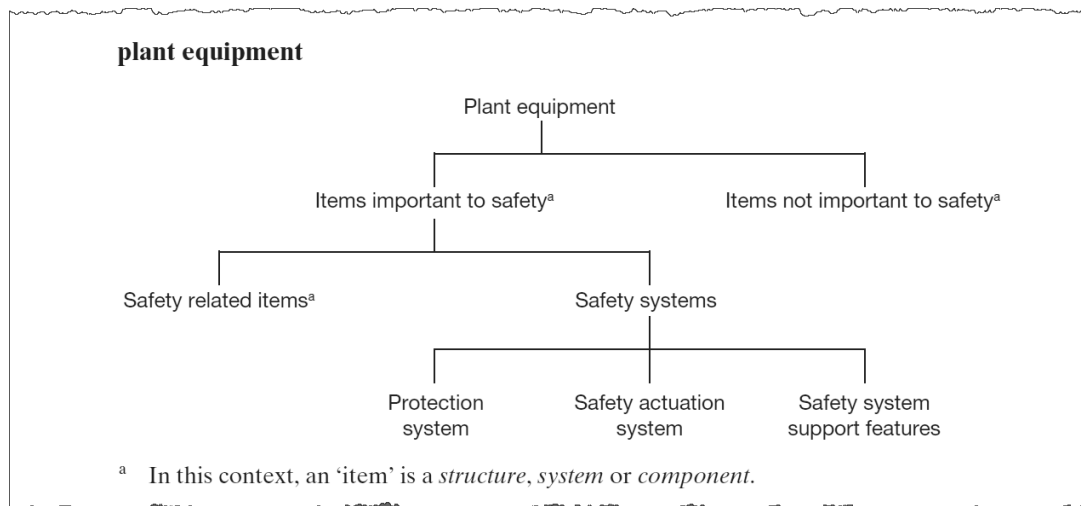 plant equipment
Plant equipment
Items important to safetyᵃ Items not important to safetyᵃ
Safety related itemsᵃ Safety systems
Protection Safety actuation Safety system
system system support features
ᵃ In this context, an ‘item’ is a structure, system or component.